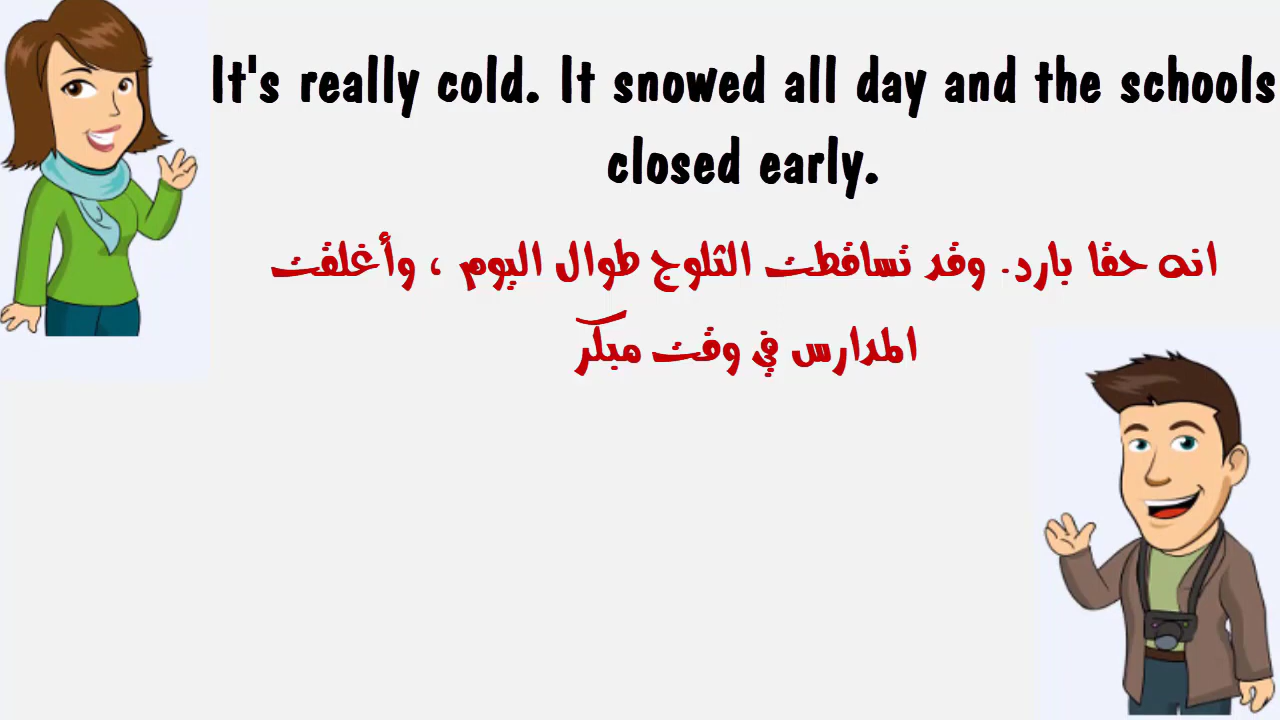 It's really cold. It snowed all day and the schools
closed early.
انه حقا بارد. وقد تساقطت الثلوج طوال اليوم ، وأغلقت
المدارس في وقت مبكر